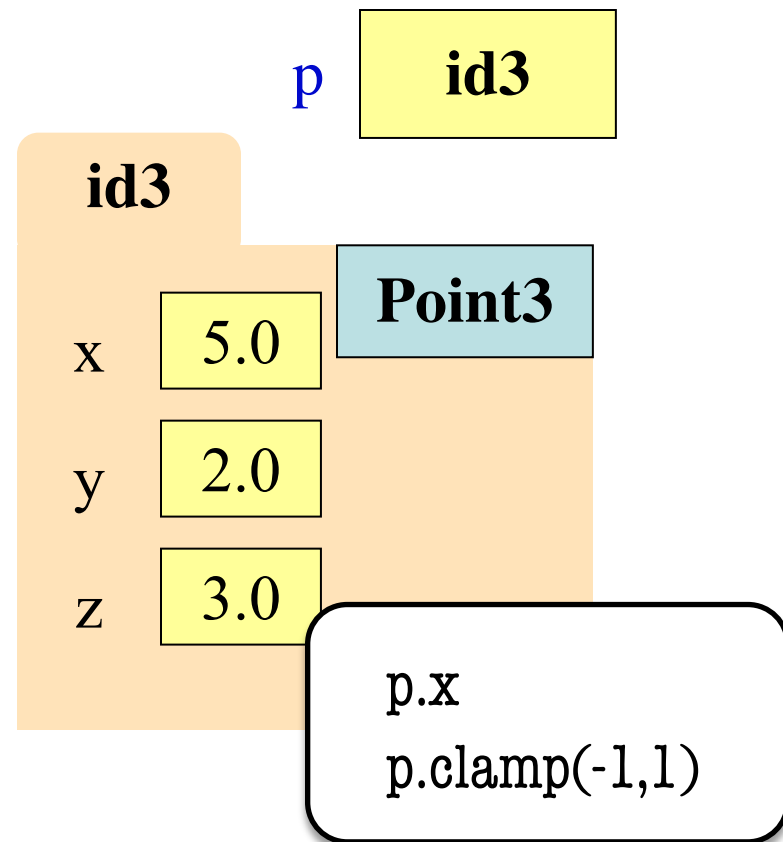 p id3
id3
Point3
x 5.0
y 2.0
z 3.0
p.x
p.clamp(-1,1)